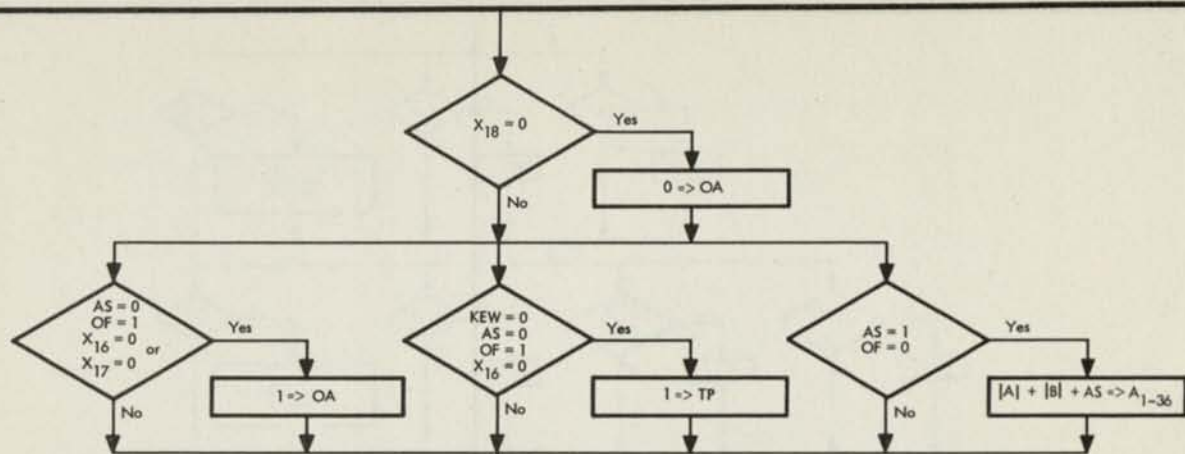 X18 = 0
Yes
0 => OA
No
AS = 0
OF = 1
X16 = 0 or
X17 = 0
Yes
1 => OA
No
KEW = 0
AS = 0
OF = 1
X16 = 0
Yes
1 => TP
No
AS = 1
OF = 0
Yes
|A| + |B| + AS => A1-36
No